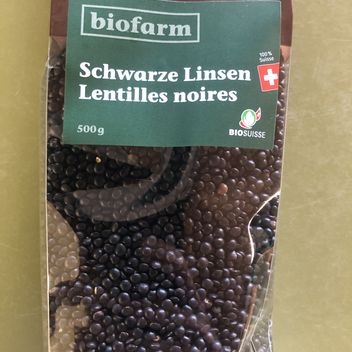 biofarm
100%
Suisse
Schwarze Linsen
Lentilles noires
500g
BIOSUISSE